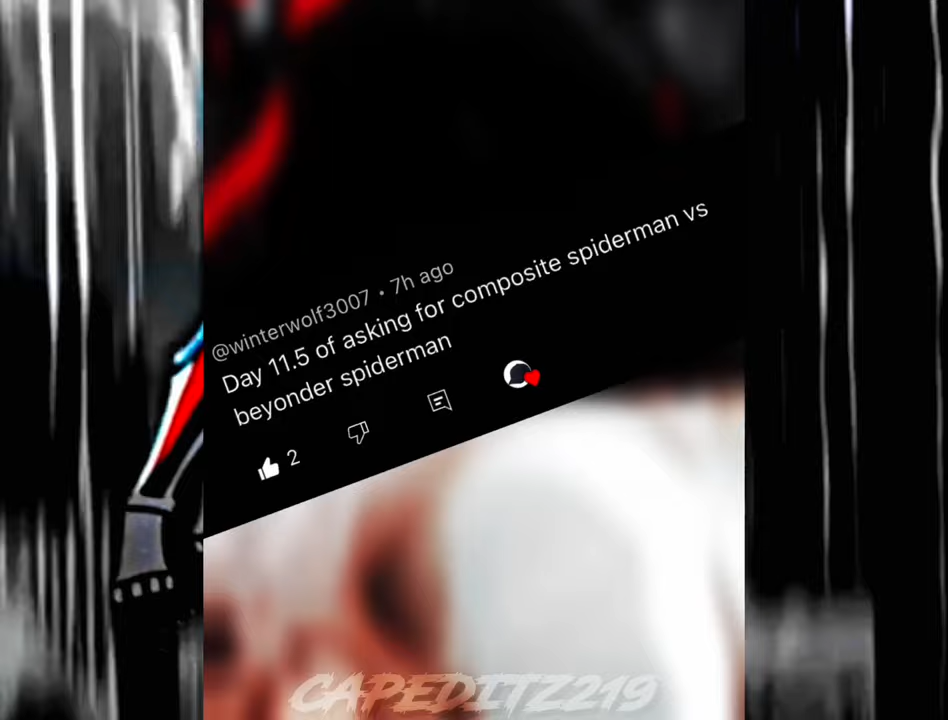 @winterwolf3007 • 7h ago
Day 11.5 of asking for composite spiderman vs
beyonder spiderman
2
CAPEDITZ219